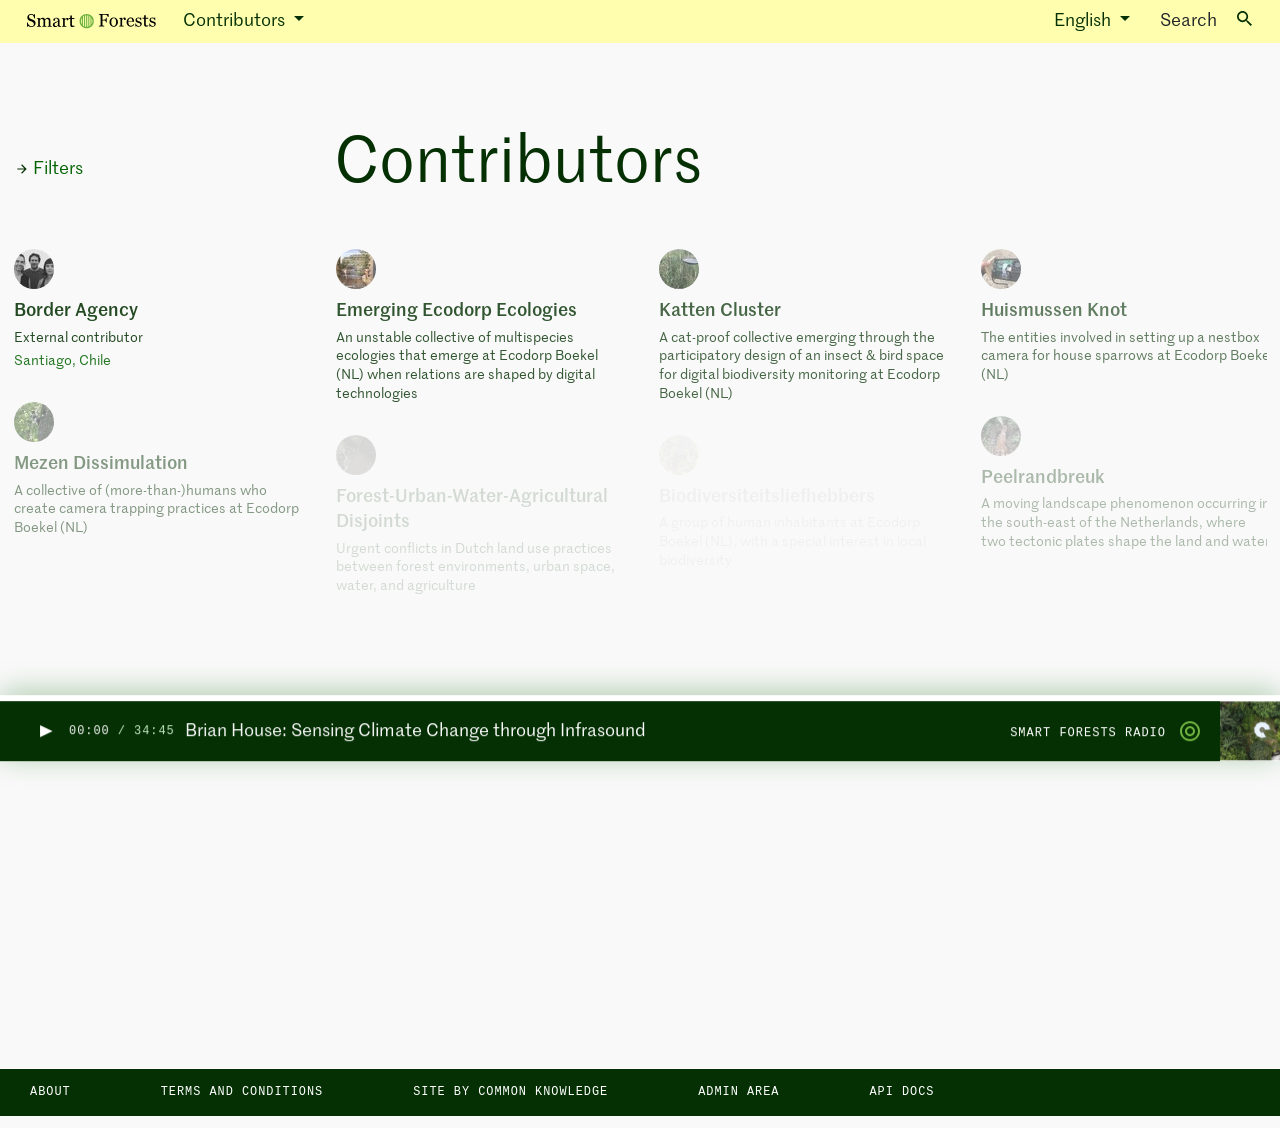 Smart Forests
Contributors
English
Search
Filters
Contributors
Border Agency
External contributor
Santiago, Chile
Mezen Dissimulation
A collective of (more-than-)humans who
create camera trapping practices at Ecodorp
Boekel (NL)
Emerging Ecodorp Ecologies
An unstable collective of multispecies
ecologies that emerge at Ecodorp Boekel
(NL) when relations are shaped by digital
technologies
Forest-Urban-Water-Agricultural
Disjoints
Urgent conflicts in Dutch land use practices
between forest environments, urban space,
water, and agriculture
Katten Cluster
A cat-proof collective emerging through the
participatory design of an insect & bird space
for digital biodiversity monitoring at Ecodorp
Boekel (NL)
Biodiversiteitsliefhebbers
A group of human inhabitants at Ecodorp
Boekel (NL), with a special interest in local
biodiversity
Huismussen Knot
The entities involved in setting up a nestbox
camera for house sparrows at Ecodorp Boeke
(NL)
Peelrandbreuk
A moving landscape phenomenon occurring in
the south-east of the Netherlands, where
two tectonic plates shape the land and water
00:00 / 34:45
Brian House: Sensing Climate Change through Infrasound
SMART FORESTS RADIO
ABOUT
TERMS AND CONDITIONS
SITE BY COMMON KNOWLEDGE
ADMIN AREA
API DOCS